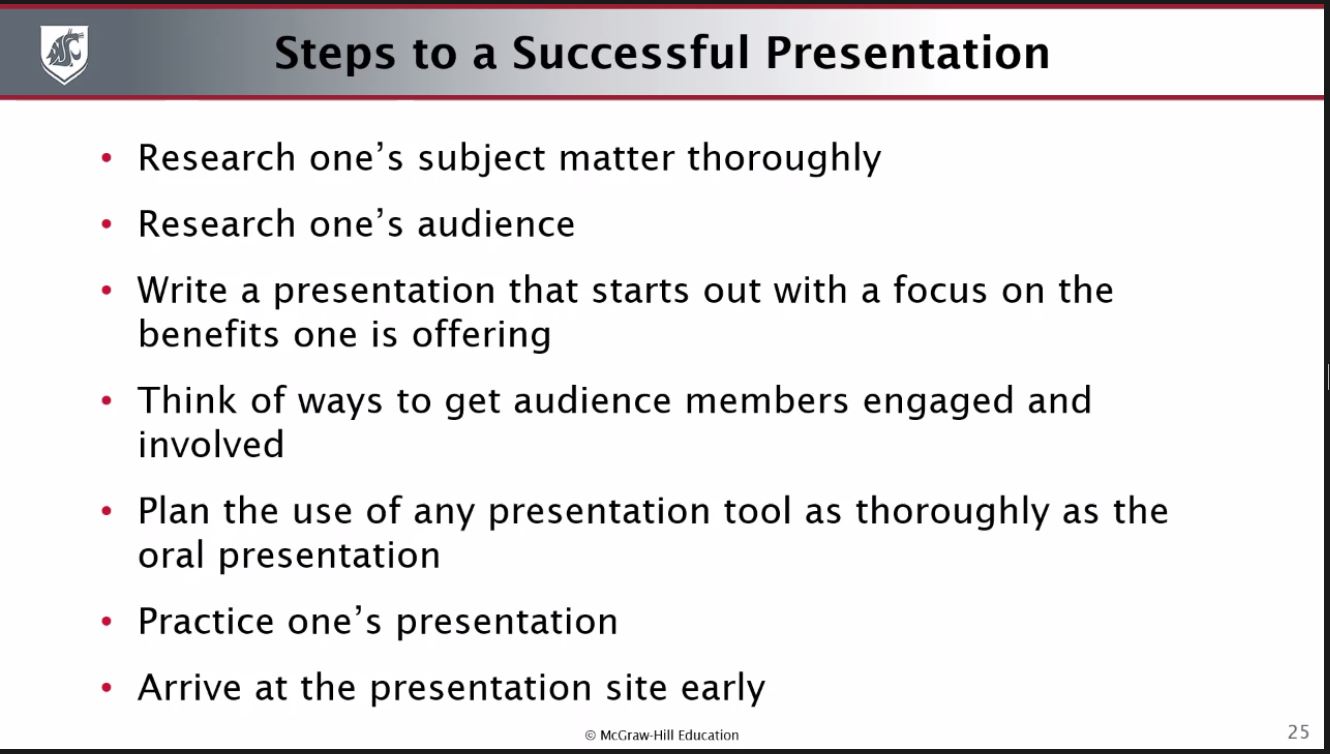 Steps to a Successful Presentation
• Research one’s subject matter thoroughly
• Research one’s audience
• Write a presentation that starts out with a focus on the
benefits one is offering
• Think of ways to get audience members engaged and
involved
• Plan the use of any presentation tool as thoroughly as the
oral presentation
• Practice one’s presentation
• Arrive at the presentation site early
© McGraw-Hill Education
25